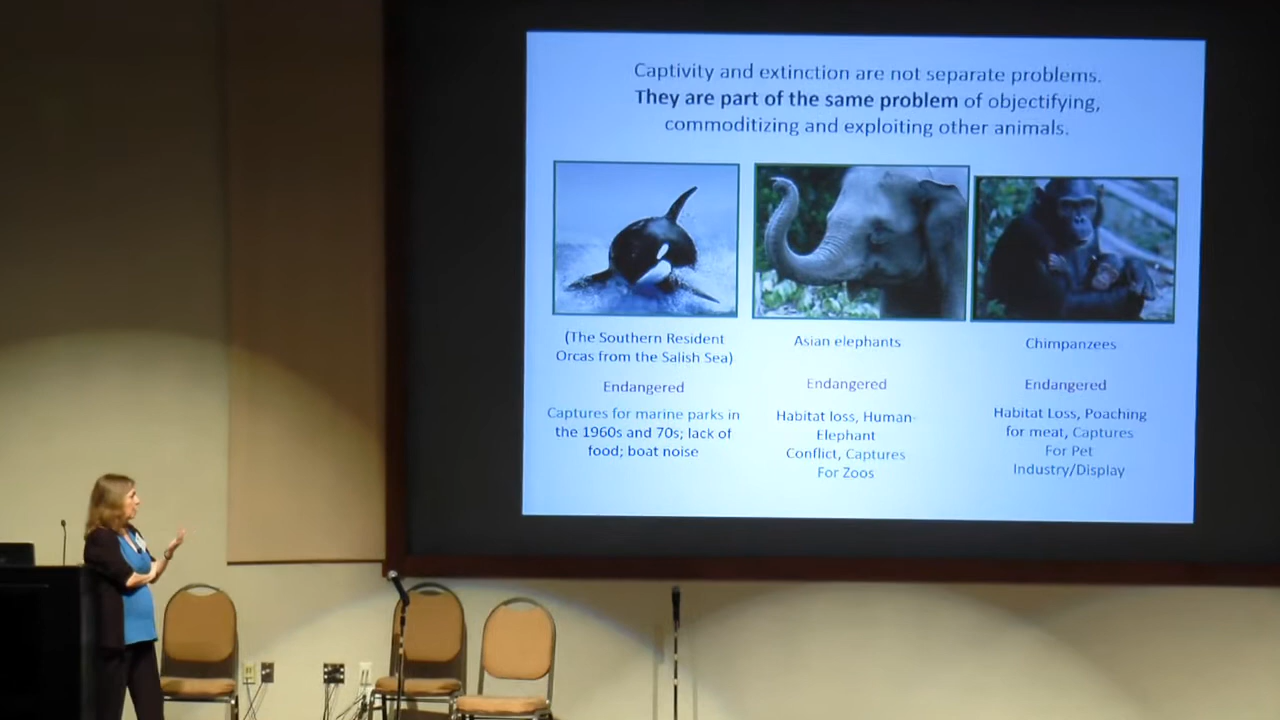 Captivity and extinction are not separate problems.
They are part of the same problem of objectifying,
commoditizing and exploiting other animals.
(The Southern Resident
Orcas from the Salish Sea)
Endangered
Captures for marine parks in
the 1960s and 70s; lack of
food; boat noise
Asian elephants
Endangered
Habitat loss, Human-
Elephant
Conflict, Captures
For Zoos
Chimpanzees
Endangered
Habitat Loss, Poaching
for meat, Captures
For Pet
Industry/Display